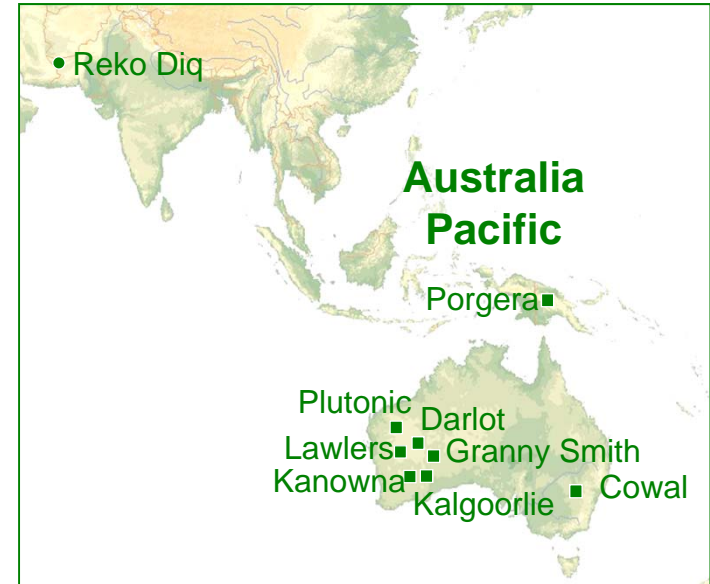 Reko Diq
Australia
Pacific
Porgera
Plutonic
Darlot
Lawlers
Granny Smith
Kanowna
Kalgoorlie
Cowal